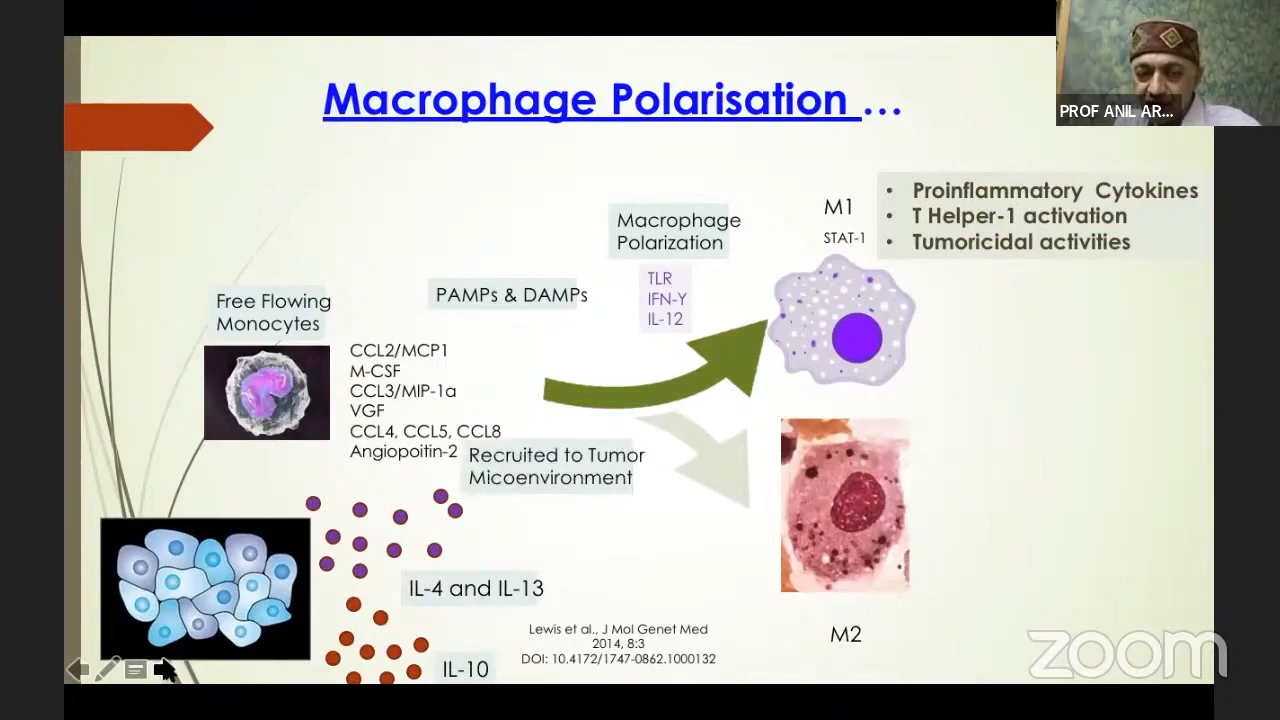 Macrophage Polarisation …
PROF ANIL AR...
Proinflammatory Cytokines
T Helper-1 activation
Tumoricidal activities
M1
STAT-1
Macrophage
Polarization
TLR
IFN-Y
IL-12
PAMPs & DAMPs
Free Flowing
Monocytes
CCL2/MCP1
M-CSF
CCL3/MIP-1a
VGF
CCL4, CCL5, CCL8
Angiopoitin-2
Recruited to Tumor
Micoenvironment
IL-4 and IL-13
Lewis et al., J Mol Genet Med
2014, 8:3
DOI: 10.4172/1747-0862.1000132
IL-10
M2
zoom